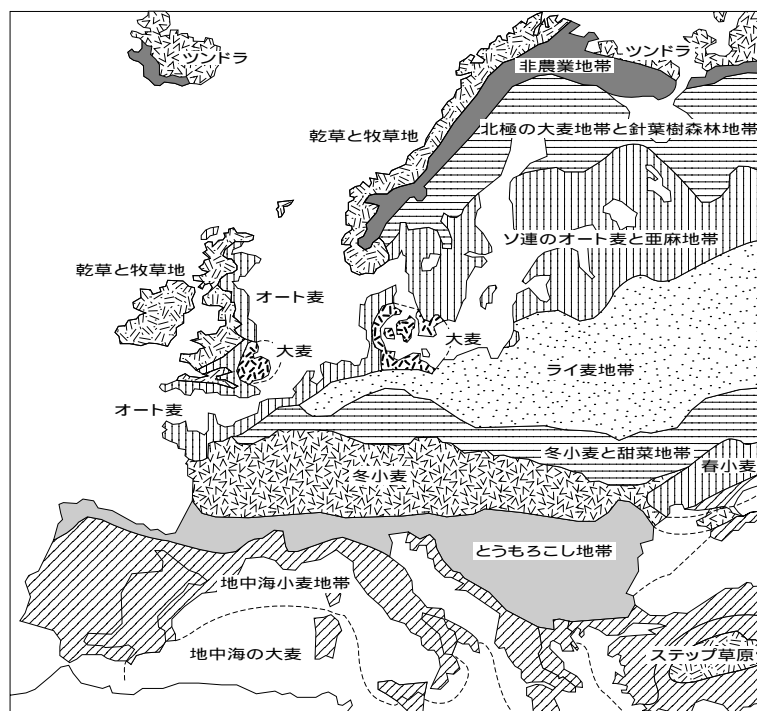 ツンドラ
ツンドラ
非農業地帯
乾草と牧草地
北極の大麦地帯と針葉樹森林地帯
ソ連のオート麦と亜麻地帯
乾草と牧草地
オート麦
大麦
大麦
ライ麦地帯
オート麦
冬小麦と甜菜地帯
春小麦
冬小麦
とうもろこし地帯
地中海小麦地帯
地中海の大麦
ステップ草原